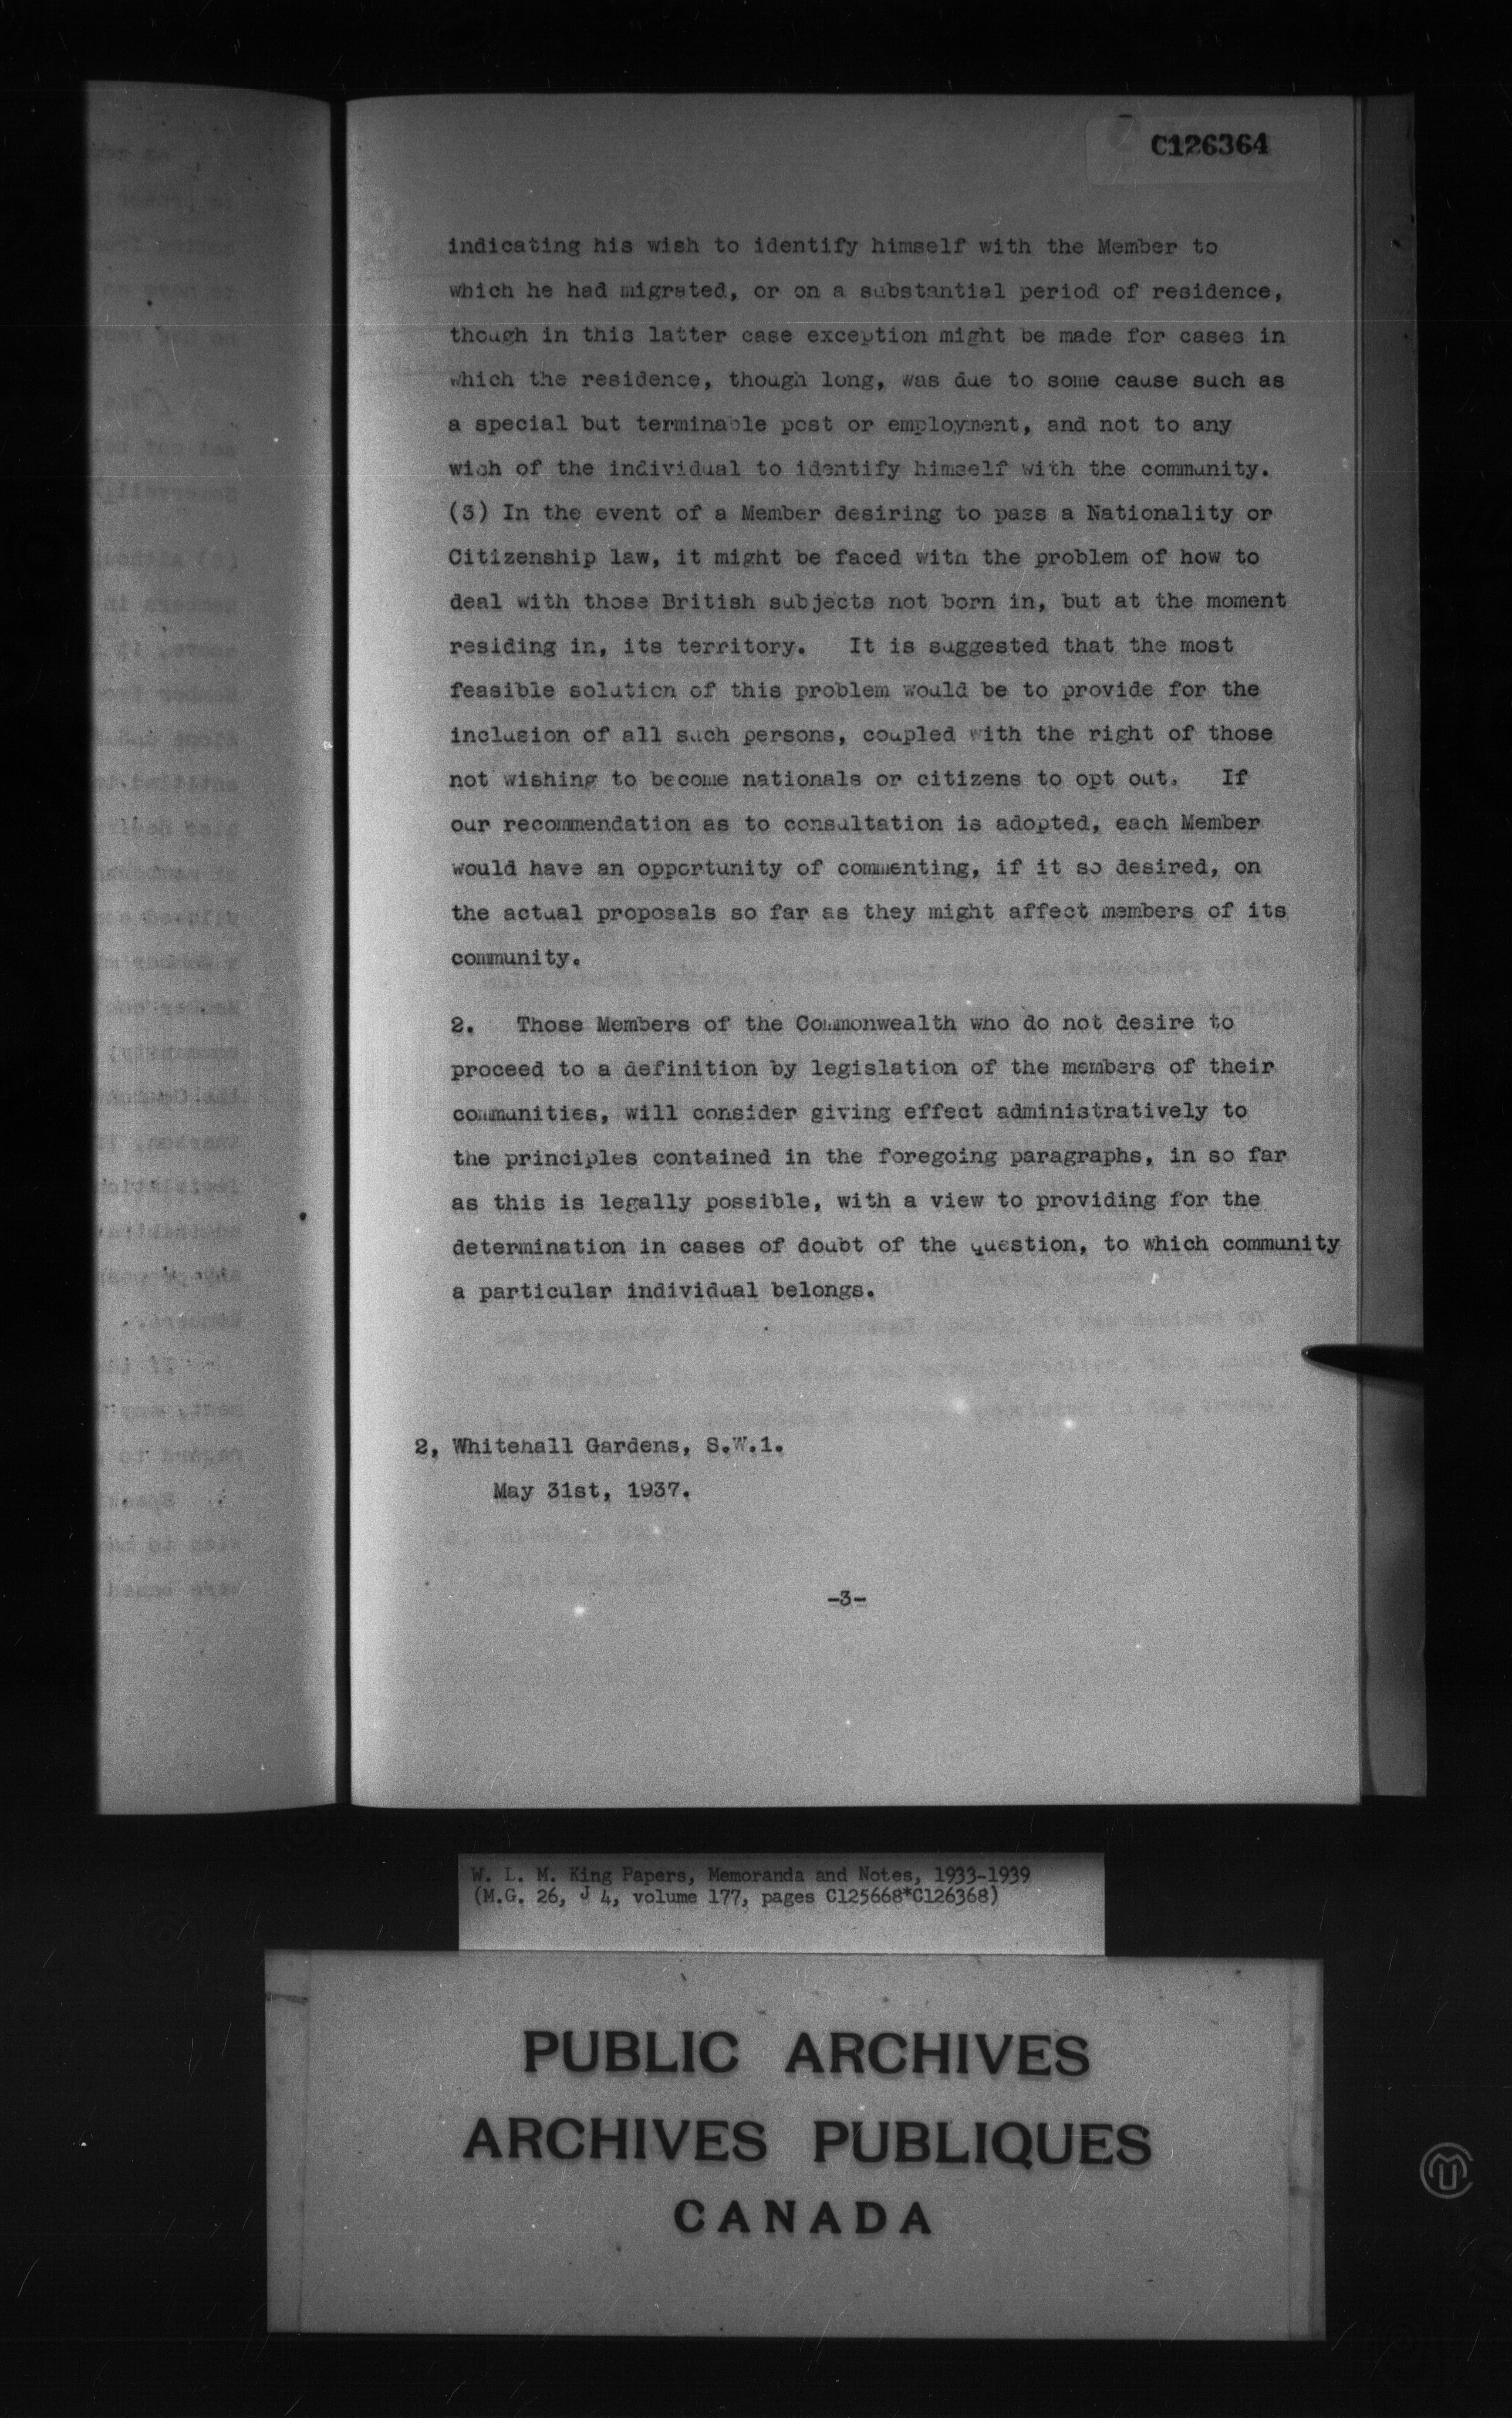 C126364
indicating his wish to identify himself with the Member to
which he had migrated, or on a substantial period of residence,
though in this latter case exception might be made for cases in
which the residence, though long, was due to some cause such as
a special but terminable post or employment, and not to any
wish of the individual to identify himself with the community.
(3) In the event of a Member desiring to pass a Nationality or
Citizenship law, it might be faced with the problem of how to
deal with those British subjects not born in, but at the moment
residing in, its territory. It is suggested that the most
feasible solution of this problem would be to provide for the
inclusion of all such persons, coupled with the right of those
not wishing to become nationals or citizens to opt out. If
our recommendation as to consultation is adopted, each Member
would have an opportunity of commenting, if it so desired, on
the actual proposals so far as they might affect members of its
community.
2. Those Members of the Commonwealth who do not desire to
proceed to a definition by legislation of the members of their
communities, will consider giving effect administratively to
the principles contained in the foregoing paragraphs, in so far
as this is legally possible, with a view to providing for the
determination in cases of doubt of the question, to which community
a particular individual belongs.
2, Whitehall Gardens, S.W.1.
May 31st, 1937.
-3-
W. L. M. King Papers, Memoranda and Notes, 1933-1939
(M.G. 26, J 4, volume 177, pages C125668*C126368)
PUBLIC ARCHIVES
ARCHIVES PUBLIQUES
CANADA